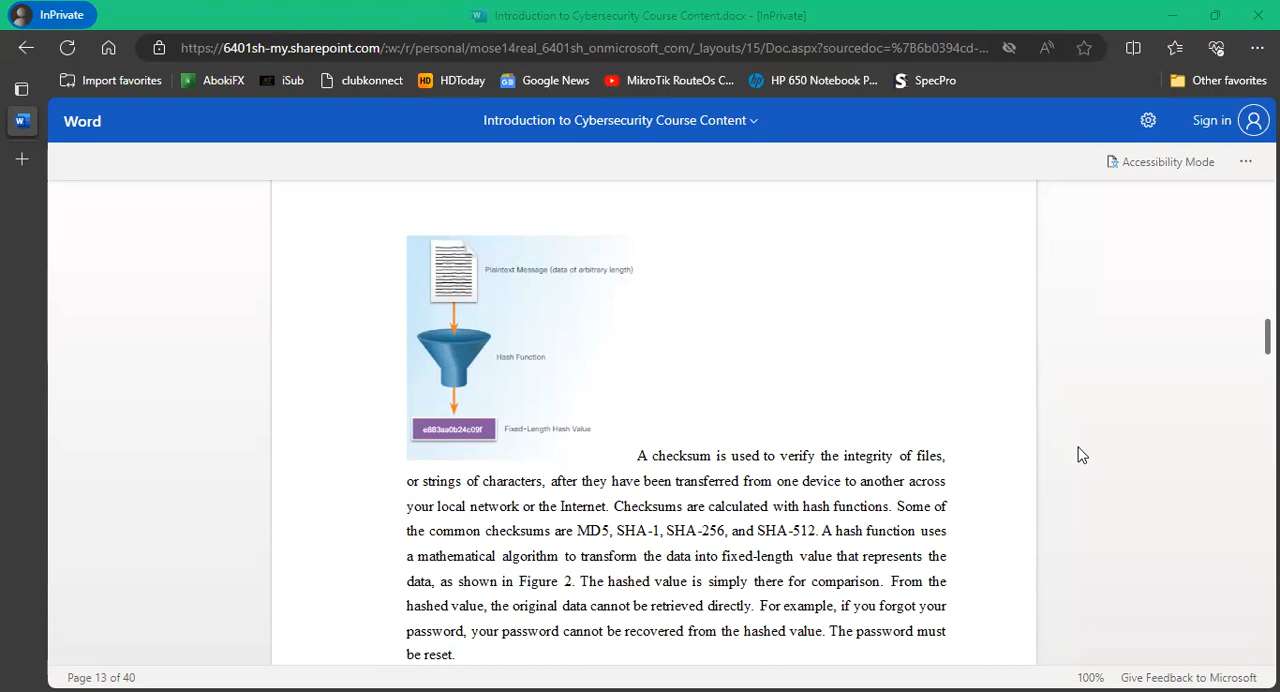 InPrivate
Introduction to Cybersecurity Course Content.docx - [InPrivate]
https://6401sh-my.sharepoint.com/:w:/r/personal/mose14real_6401sh_onmicrosoft_com/_layouts/15/Doc.aspx?sourcedoc=%7B6b0394cd-...
Import favorites
AbokiFX
iSub
clubkonnect
HDToday
Google News
MikroTik RouteOs C...
HP 650 Notebook P...
SpecPro
Other favorites
Word
Introduction to Cybersecurity Course Content
Sign in
Accessibility Mode
Plaintext Message (data of arbitrary length)
Hash Function
e883aa0b24c09f
Fixed-Length Hash Value
A checksum is used to verify the integrity of files,
or strings of characters, after they have been transferred from one device to another across
your local network or the Internet. Checksums are calculated with hash functions. Some of
the common checksums are MD5, SHA-1, SHA-256, and SHA-512. A hash function uses
a mathematical algorithm to transform the data into fixed-length value that represents the
data, as shown in Figure 2. The hashed value is simply there for comparison. From the
hashed value, the original data cannot be retrieved directly. For example, if you forgot your
password, your password cannot be recovered from the hashed value. The password must
be reset.
Page 13 of 40
100%
Give Feedback to Microsoft